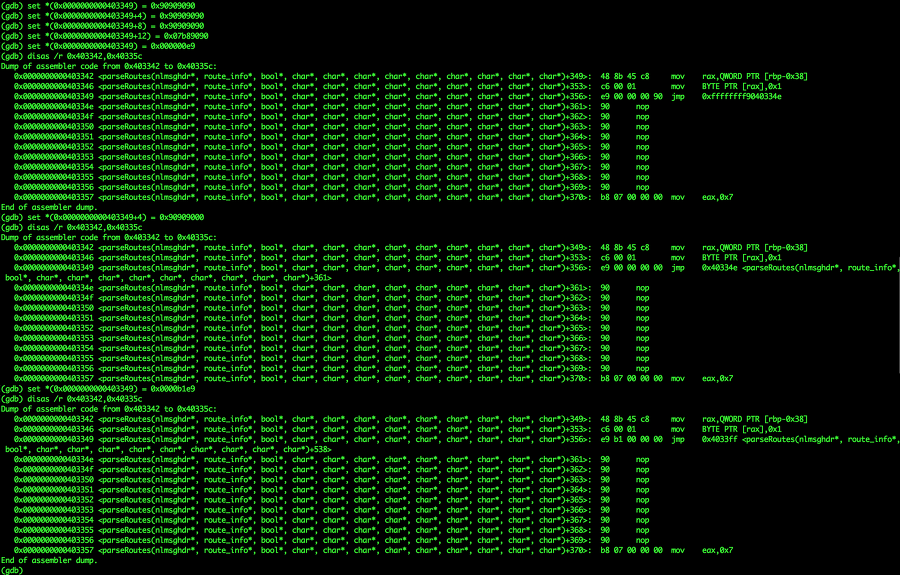 (gdb) set *(0x0000000000403349) = 0x90909090
(gdb) set *(0x0000000000403349+4) = 0x90909090
(gdb) set *(0x0000000000403349+8) = 0x90909090
(gdb) set *(0x0000000000403349+12) = 0x07b89090
(gdb) set *(0x0000000000403349) = 0x000000e9
(gdb) disas /r 0x403342,0x40335c
Dump of assembler code from 0x403342 to 0x40335c:
0x0000000000403342 <parseRoutes(nlmsghdr*, route_info*, bool*, char*, char*, char*, char*, char*, char*, char*, char*)+349>: 48 8b 45 c8 mov rax,QWORD PTR [rbp-0x38]
0x0000000000403346 <parseRoutes(nlmsghdr*, route_info*, bool*, char*, char*, char*, char*, char*, char*, char*, char*)+353>: c6 00 01 mov BYTE PTR [rax],0x1
0x0000000000403349 <parseRoutes(nlmsghdr*, route_info*, bool*, char*, char*, char*, char*, char*, char*, char*, char*)+356>: e9 00 00 00 90 jmp 0xffffffff9040334e
0x000000000040334e <parseRoutes(nlmsghdr*, route_info*, bool*, char*, char*, char*, char*, char*, char*, char*, char*)+361>: 90 nop
0x000000000040334f <parseRoutes(nlmsghdr*, route_info*, bool*, char*, char*, char*, char*, char*, char*, char*, char*)+362>: 90 nop
0x0000000000403350 <parseRoutes(nlmsghdr*, route_info*, bool*, char*, char*, char*, char*, char*, char*, char*, char*)+363>: 90 nop
0x0000000000403351 <parseRoutes(nlmsghdr*, route_info*, bool*, char*, char*, char*, char*, char*, char*, char*, char*)+364>: 90 nop
0x0000000000403352 <parseRoutes(nlmsghdr*, route_info*, bool*, char*, char*, char*, char*, char*, char*, char*, char*)+365>: 90 nop
0x0000000000403353 <parseRoutes(nlmsghdr*, route_info*, bool*, char*, char*, char*, char*, char*, char*, char*, char*)+366>: 90 nop
0x0000000000403354 <parseRoutes(nlmsghdr*, route_info*, bool*, char*, char*, char*, char*, char*, char*, char*, char*)+367>: 90 nop
0x0000000000403355 <parseRoutes(nlmsghdr*, route_info*, bool*, char*, char*, char*, char*, char*, char*, char*, char*)+368>: 90 nop
0x0000000000403356 <parseRoutes(nlmsghdr*, route_info*, bool*, char*, char*, char*, char*, char*, char*, char*, char*)+369>: 90 nop
0x0000000000403357 <parseRoutes(nlmsghdr*, route_info*, bool*, char*, char*, char*, char*, char*, char*, char*, char*)+370>: b8 07 00 00 00 mov eax,0x7
End of assembler dump.
(gdb) set *(0x0000000000403349+4) = 0x90909000
(gdb) disas /r 0x403342,0x40335c
Dump of assembler code from 0x403342 to 0x40335c:
0x0000000000403342 <parseRoutes(nlmsghdr*, route_info*, bool*, char*, char*, char*, char*, char*, char*, char*, char*)+349>: 48 8b 45 c8 mov rax,QWORD PTR [rbp-0x38]
0x0000000000403346 <parseRoutes(nlmsghdr*, route_info*, bool*, char*, char*, char*, char*, char*, char*, char*, char*)+353>: c6 00 01 mov BYTE PTR [rax],0x1
0x0000000000403349 <parseRoutes(nlmsghdr*, route_info*, bool*, char*, char*, char*, char*, char*, char*, char*, char*)+356>: e9 00 00 00 00 jmp 0x40334e <parseRoutes(nlmsghdr*, route_info*,
bool*, char*, char*, char*, char*, char*, char*, char*, char*)+361>
0x000000000040334e <parseRoutes(nlmsghdr*, route_info*, bool*, char*, char*, char*, char*, char*, char*, char*, char*)+361>: 90 nop
0x000000000040334f <parseRoutes(nlmsghdr*, route_info*, bool*, char*, char*, char*, char*, char*, char*, char*, char*)+362>: 90 nop
0x0000000000403350 <parseRoutes(nlmsghdr*, route_info*, bool*, char*, char*, char*, char*, char*, char*, char*, char*)+363>: 90 nop
0x0000000000403351 <parseRoutes(nlmsghdr*, route_info*, bool*, char*, char*, char*, char*, char*, char*, char*, char*)+364>: 90 nop
0x0000000000403352 <parseRoutes(nlmsghdr*, route_info*, bool*, char*, char*, char*, char*, char*, char*, char*, char*)+365>: 90 nop
0x0000000000403353 <parseRoutes(nlmsghdr*, route_info*, bool*, char*, char*, char*, char*, char*, char*, char*, char*)+366>: 90 nop
0x0000000000403354 <parseRoutes(nlmsghdr*, route_info*, bool*, char*, char*, char*, char*, char*, char*, char*, char*)+367>: 90 nop
0x0000000000403355 <parseRoutes(nlmsghdr*, route_info*, bool*, char*, char*, char*, char*, char*, char*, char*, char*)+368>: 90 nop
0x0000000000403356 <parseRoutes(nlmsghdr*, route_info*, bool*, char*, char*, char*, char*, char*, char*, char*, char*)+369>: 90 nop
0x0000000000403357 <parseRoutes(nlmsghdr*, route_info*, bool*, char*, char*, char*, char*, char*, char*, char*, char*)+370>: b8 07 00 00 00 mov eax,0x7
(gdb) set *(0x0000000000403349) = 0x0000b1e9
(gdb) disas /r 0x403342,0x40335c
Dump of assembler code from 0x403342 to 0x40335c:
0x0000000000403342 <parseRoutes(nlmsghdr*, route_info*, bool*, char*, char*, char*, char*, char*, char*, char*, char*)+349>: 48 8b 45 c8 mov rax,QWORD PTR [rbp-0x38]
0x0000000000403346 <parseRoutes(nlmsghdr*, route_info*, bool*, char*, char*, char*, char*, char*, char*, char*, char*)+353>: c6 00 01 mov BYTE PTR [rax],0x1
0x0000000000403349 <parseRoutes(nlmsghdr*, route_info*, bool*, char*, char*, char*, char*, char*, char*, char*, char*)+356>: e9 b1 00 00 00 jmp 0x4033ff <parseRoutes(nlmsghdr*, route_info*,
bool*, char*, char*, char*, char*, char*, char*, char*, char*)+538>
0x000000000040334e <parseRoutes(nlmsghdr*, route_info*, bool*, char*, char*, char*, char*, char*, char*, char*, char*)+361>: 90 nop
0x000000000040334f <parseRoutes(nlmsghdr*, route_info*, bool*, char*, char*, char*, char*, char*, char*, char*, char*)+362>: 90 nop
0x0000000000403350 <parseRoutes(nlmsghdr*, route_info*, bool*, char*, char*, char*, char*, char*, char*, char*, char*)+363>: 90 nop
0x0000000000403351 <parseRoutes(nlmsghdr*, route_info*, bool*, char*, char*, char*, char*, char*, char*, char*, char*)+364>: 90 nop
0x0000000000403352 <parseRoutes(nlmsghdr*, route_info*, bool*, char*, char*, char*, char*, char*, char*, char*, char*)+365>: 90 nop
0x0000000000403353 <parseRoutes(nlmsghdr*, route_info*, bool*, char*, char*, char*, char*, char*, char*, char*, char*)+366>: 90 nop
0x0000000000403354 <parseRoutes(nlmsghdr*, route_info*, bool*, char*, char*, char*, char*, char*, char*, char*, char*)+367>: 90 nop
0x0000000000403355 <parseRoutes(nlmsghdr*, route_info*, bool*, char*, char*, char*, char*, char*, char*, char*, char*)+368>: 90 nop
0x0000000000403356 <parseRoutes(nlmsghdr*, route_info*, bool*, char*, char*, char*, char*, char*, char*, char*, char*)+369>: 90 nop
0x0000000000403357 <parseRoutes(nlmsghdr*, route_info*, bool*, char*, char*, char*, char*, char*, char*, char*, char*)+370>: b8 07 00 00 00 mov eax,0x7
End of assembler dump.
(gdb)